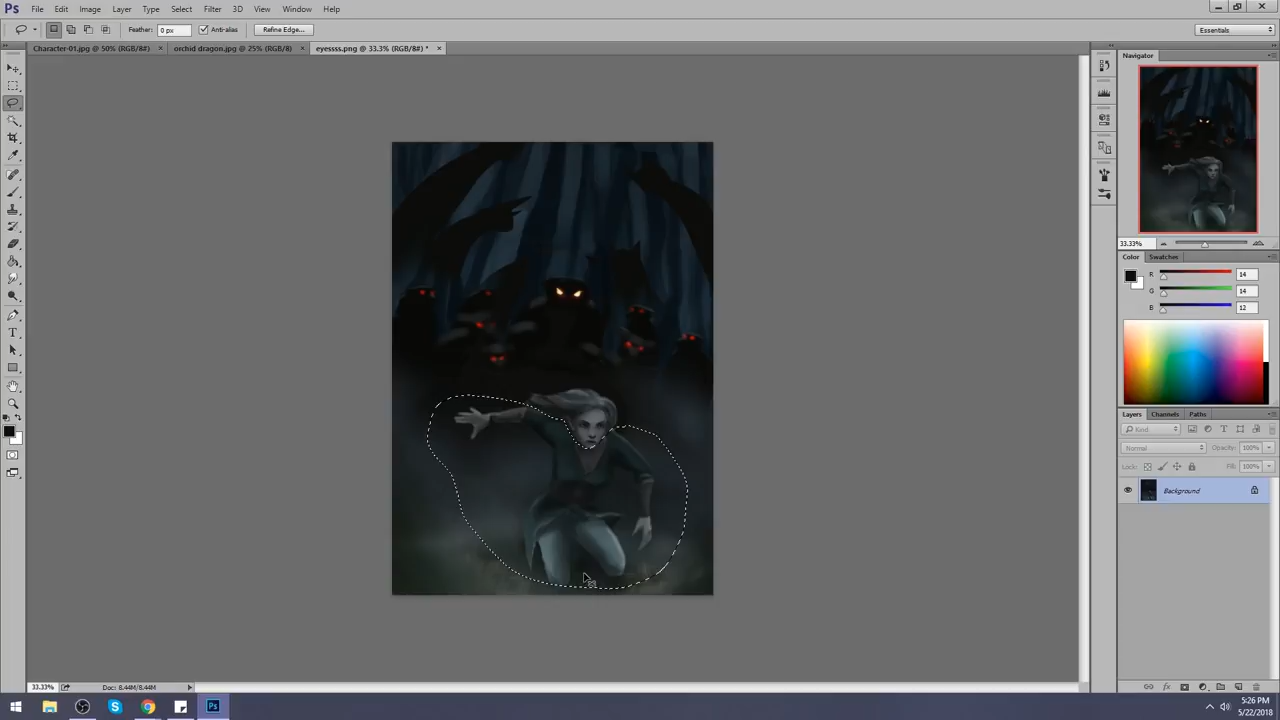 Ps File Edit Image Layer Type Select Filter 3D View Window Help
Feather: 0 px Anti-alias Refine Edge... Essentials
Character-01.jpg @ 50% (RGB/8#) × orchid dragon.jpg @ 25% (RGB/8) × eyessss.png @ 33.3% (RGB/8#) * ×
Navigator
33.33%
Color Swatches
R 14
G 14
B 12
Layers Channels Paths
Kind
Normal Opacity: 100%
Lock: Fill: 100%
Background
33.33% Doc: 8.44M/8.44M
5:26 PM
5/22/2018